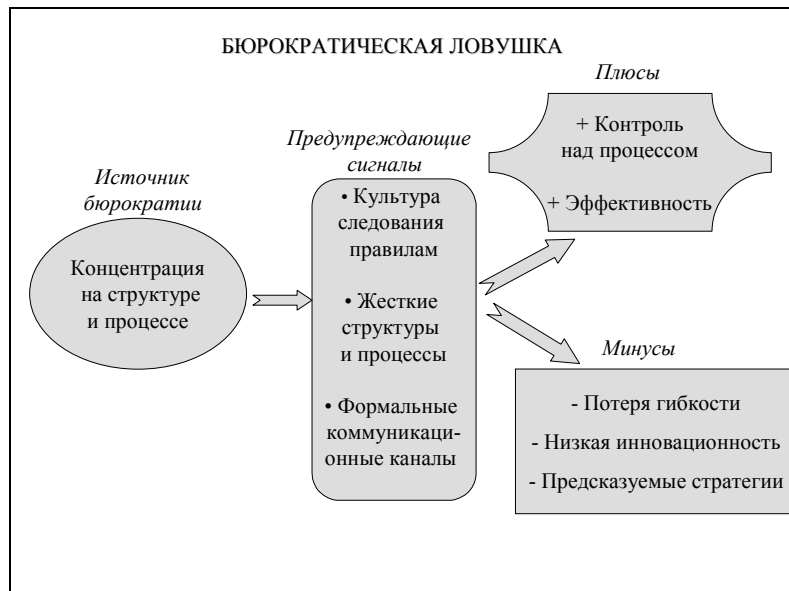 БЮРОКРАТИЧЕСКАЯ ЛОВУШКА
Источник
бюрократии
Концентрация
на структуре
и процессе
Предупреждающие
сигналы
• Культура
следования
правилам
• Жесткие
структуры
и процессы
• Формальные
коммуникаци-
онные каналы
Плюсы
+ Контроль
над процессом
+ Эффективность
Минусы
- Потеря гибкости
- Низкая инновационность
- Предсказуемые стратегии